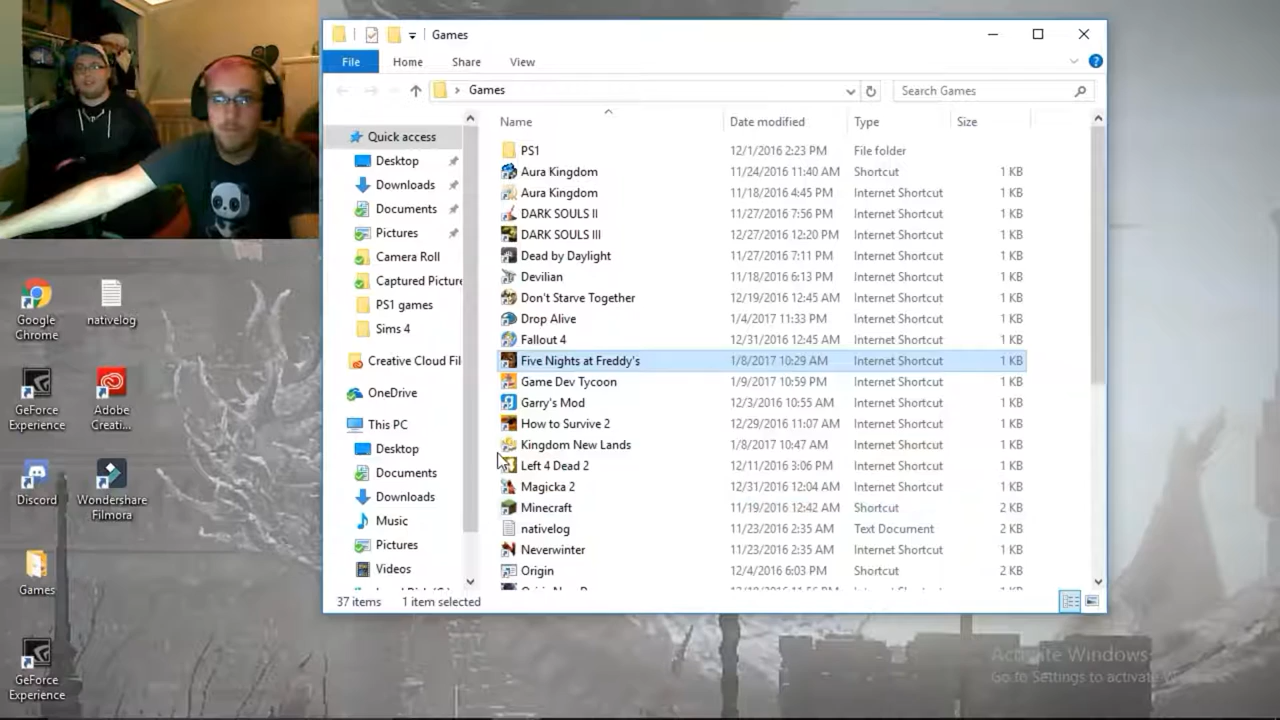 Games
File
Home
Share
View
Games
Search Games
Quick access
Desktop
Downloads
Documents
Pictures
Camera Roll
Captured Picture
PS1 games
Sims 4
Creative Cloud Fil
OneDrive
This PC
Desktop
Documents
Downloads
Music
Pictures
Videos
Name Date modified Type Size
PS1 12/1/2016 2:23 PM File folder
Aura Kingdom 11/24/2016 11:40 AM Shortcut 1 KB
Aura Kingdom 11/18/2016 4:45 PM Internet Shortcut 1 KB
DARK SOULS II 11/27/2016 7:56 PM Internet Shortcut 1 KB
DARK SOULS III 12/27/2016 12:20 PM Internet Shortcut 1 KB
Dead by Daylight 11/27/2016 7:11 PM Internet Shortcut 1 KB
Devilian 11/18/2016 6:13 PM Internet Shortcut 1 KB
Don't Starve Together 12/19/2016 12:45 AM Internet Shortcut 1 KB
Drop Alive 1/4/2017 11:33 PM Internet Shortcut 1 KB
Fallout 4 12/31/2016 12:45 AM Internet Shortcut 1 KB
Five Nights at Freddy's 1/8/2017 10:29 AM Internet Shortcut 1 KB
Game Dev Tycoon 1/9/2017 10:59 PM Internet Shortcut 1 KB
Garry's Mod 12/3/2016 10:55 AM Internet Shortcut 1 KB
How to Survive 2 12/29/2016 11:07 AM Internet Shortcut 1 KB
Kingdom New Lands 1/8/2017 10:47 AM Internet Shortcut 1 KB
Left 4 Dead 2 12/11/2016 3:06 PM Internet Shortcut 1 KB
Magicka 2 12/31/2016 12:04 AM Internet Shortcut 1 KB
Minecraft 11/19/2016 12:42 AM Shortcut 2 KB
nativelog 11/23/2016 2:35 AM Text Document 2 KB
Neverwinter 11/23/2016 2:35 AM Internet Shortcut 1 KB
Origin 12/4/2016 6:03 PM Shortcut 2 KB
37 items 1 item selected
Google
Chrome
nativelog
GeForce
Experience
Adobe
Creati...
Discord
Wondershare
Filmora
Games
GeForce
Experience
Activate Windows
Go to Settings to activate